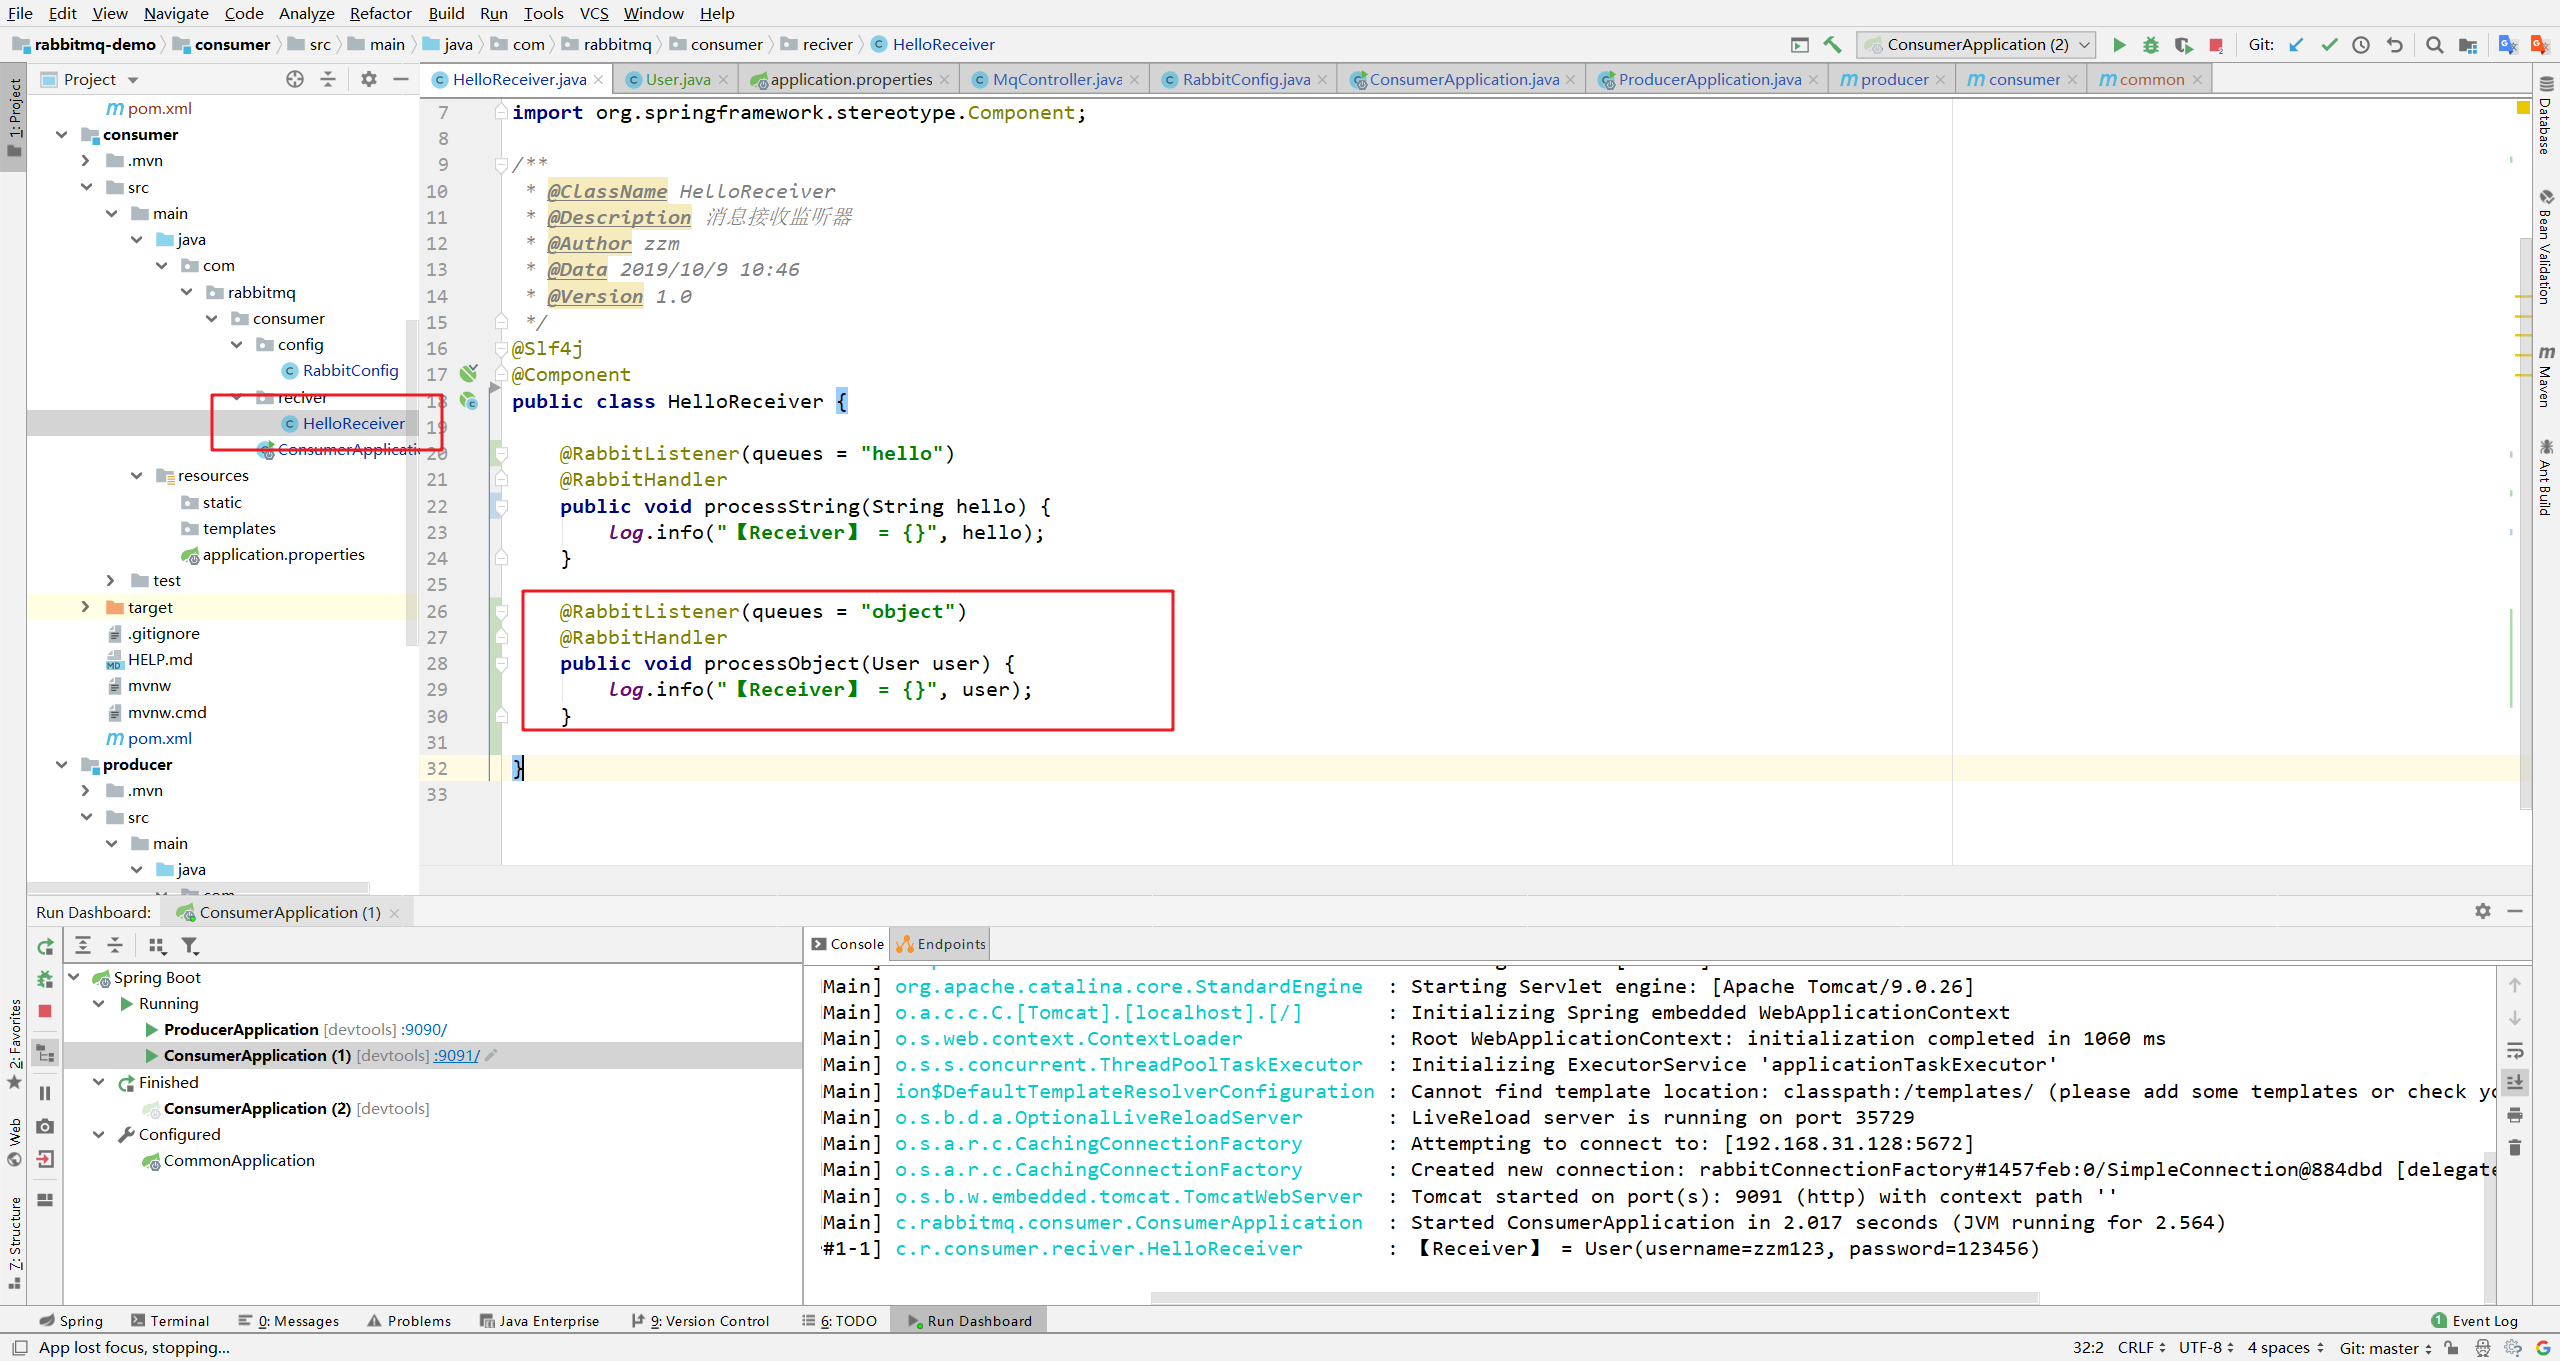 File Edit View Navigate Code Analyze Refactor Build Run Tools VCS Window Help
rabbitmq-demo consumer src main java com rabbitmq consumer reciver HelloReceiver ConsumerApplication (2) Git:
Project HelloReceiver.java User.java application.properties MqController.java RabbitConfig.java ConsumerApplication.java ProducerApplication.java producer consumer common
1: Project
2: Favorites
Web
7: Structure
pom.xml
consumer
.mvn
src
main
java
com
rabbitmq
consumer
config
RabbitConfig
reciver
HelloReceiver
ConsumerApplicati
resources
static
templates
application.properties
test
target
.gitignore
HELP.md
mvnw
mvnw.cmd
pom.xml
producer
.mvn
src
main
java
com
7 import org.springframework.stereotype.Component;
8
9 /**
10 * @ClassName HelloReceiver
11 * @Description 消息接收监听器
12 * @Author zzm
13 * @Data 2019/10/9 10:46
14 * @Version 1.0
15 */
16 @Slf4j
17 @Component
18 public class HelloReceiver {
19
20 @RabbitListener(queues = "hello")
21 @RabbitHandler
22 public void processString(String hello) {
23 log.info("【Receiver】 = {}", hello);
24 }
25
26 @RabbitListener(queues = "object")
27 @RabbitHandler
28 public void processObject(User user) {
29 log.info("【Receiver】 = {}", user);
30 }
31
32 }
33
Database
Bean Validation
Maven
Ant Build
Run Dashboard: ConsumerApplication (1)
Spring Boot
Running
ProducerApplication [devtools] :9090/
ConsumerApplication (1) [devtools] :9091/
Finished
ConsumerApplication (2) [devtools]
Configured
CommonApplication
Console Endpoints
Main] org.apache.catalina.core.StandardEngine : Starting Servlet engine: [Apache Tomcat/9.0.26]
Main] o.a.c.c.C.[Tomcat].[localhost].[/] : Initializing Spring embedded WebApplicationContext
Main] o.s.web.context.ContextLoader : Root WebApplicationContext: initialization completed in 1060 ms
Main] o.s.s.concurrent.ThreadPoolTaskExecutor : Initializing ExecutorService 'applicationTaskExecutor'
Main] ion$DefaultTemplateResolverConfiguration : Cannot find template location: classpath:/templates/ (please add some templates or check yo
Main] o.s.b.d.a.OptionalLiveReloadServer : LiveReload server is running on port 35729
Main] o.s.a.r.c.CachingConnectionFactory : Attempting to connect to: [192.168.31.128:5672]
Main] o.s.a.r.c.CachingConnectionFactory : Created new connection: rabbitConnectionFactory#1457feb:0/SimpleConnection@884dbd [delegate
Main] o.s.b.w.embedded.tomcat.TomcatWebServer : Tomcat started on port(s): 9091 (http) with context path ''
Main] c.rabbitmq.consumer.ConsumerApplication : Started ConsumerApplication in 2.017 seconds (JVM running for 2.564)
#1-1] c.r.consumer.reciver.HelloReceiver : 【Receiver】 = User(username=zzm123, password=123456)
Spring Terminal 0: Messages Problems Java Enterprise 9: Version Control 6: TODO Run Dashboard 1 Event Log
App lost focus, stopping... 32:2 CRLF UTF-8 4 spaces Git: master